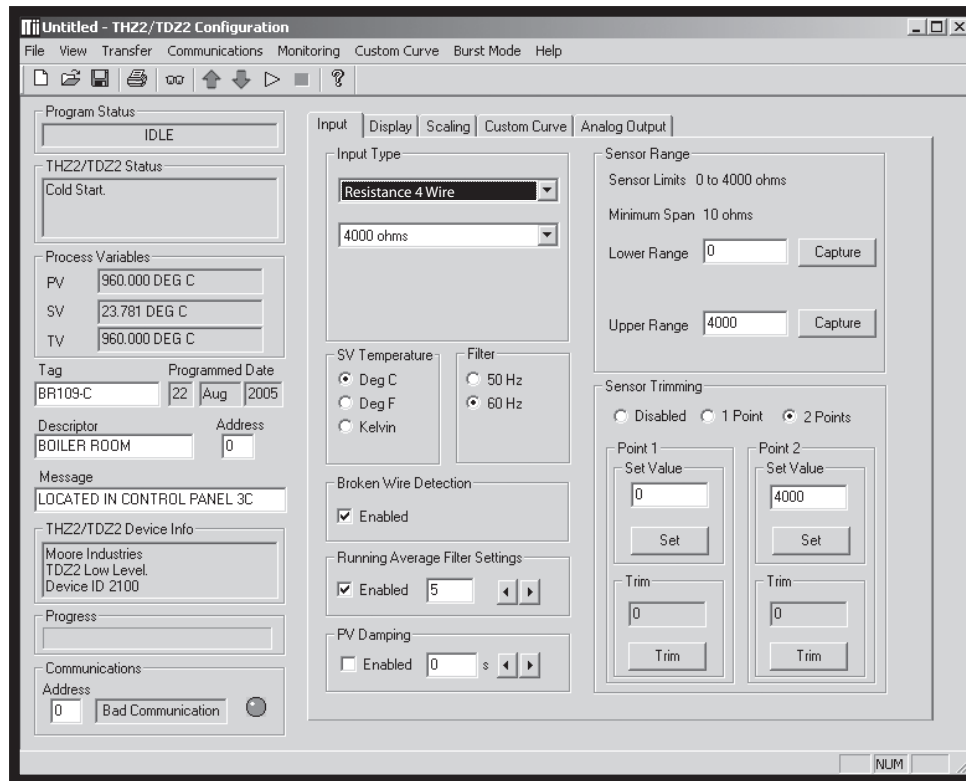 Untitled - THZ2/TDZ2 Configuration
File View Transfer Communications Monitoring Custom Curve Burst Mode Help
Program Status
IDLE
THZ2/TDZ2 Status
Cold Start.
Process Variables
PV 960.000 DEG C
SV 23.781 DEG C
TV 960.000 DEG C
Tag Programmed Date
BR109-C 22 Aug 2005
Descriptor Address
BOILER ROOM 0
Message
LOCATED IN CONTROL PANEL 3C
THZ2/TDZ2 Device Info
Moore Industries
TDZ2 Low Level.
Device ID 2100
Progress
Communications
Address
0 Bad Communication
Input Display Scaling Custom Curve Analog Output
Input Type
Resistance 4 Wire
4000 ohms
SV Temperature
Deg C
Deg F
Kelvin
Filter
50 Hz
60 Hz
Broken Wire Detection
Enabled
Running Average Filter Settings
Enabled 5
PV Damping
Enabled 0 s
Sensor Range
Sensor Limits 0 to 4000 ohms
Minimum Span 10 ohms
Lower Range 0 Capture
Upper Range 4000 Capture
Sensor Trimming
Disabled 1 Point 2 Points
Point 1
Set Value
0
Set
Trim
0
Trim
Point 2
Set Value
4000
Set
Trim
0
Trim
NUM